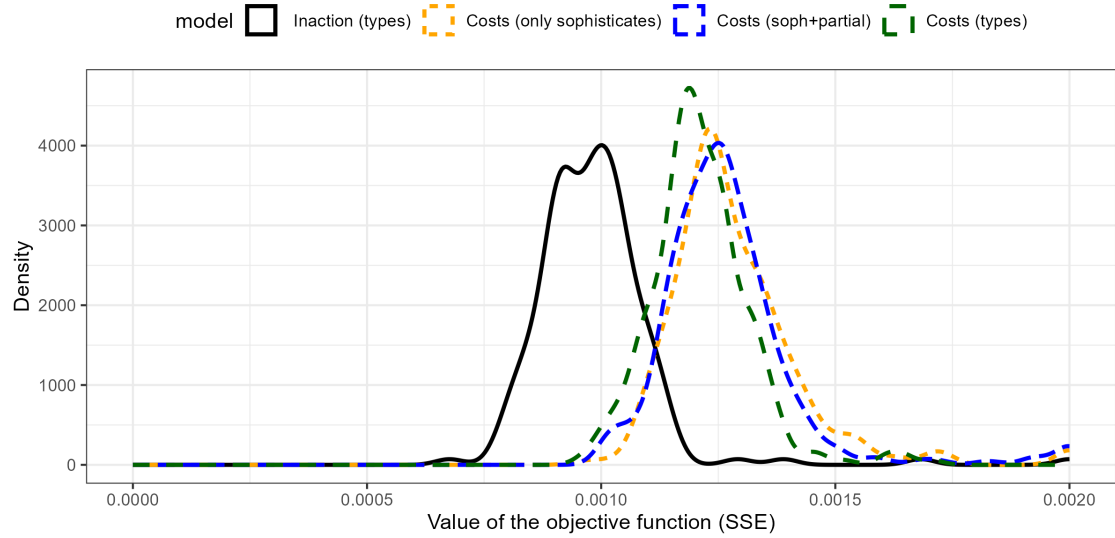 model Inaction (types) Costs (only sophisticates) Costs (soph+partial) Costs (types)
4000
3000
2000
1000
0
Density
0.0000 0.0005 0.0010 0.0015 0.0020
Value of the objective function (SSE)